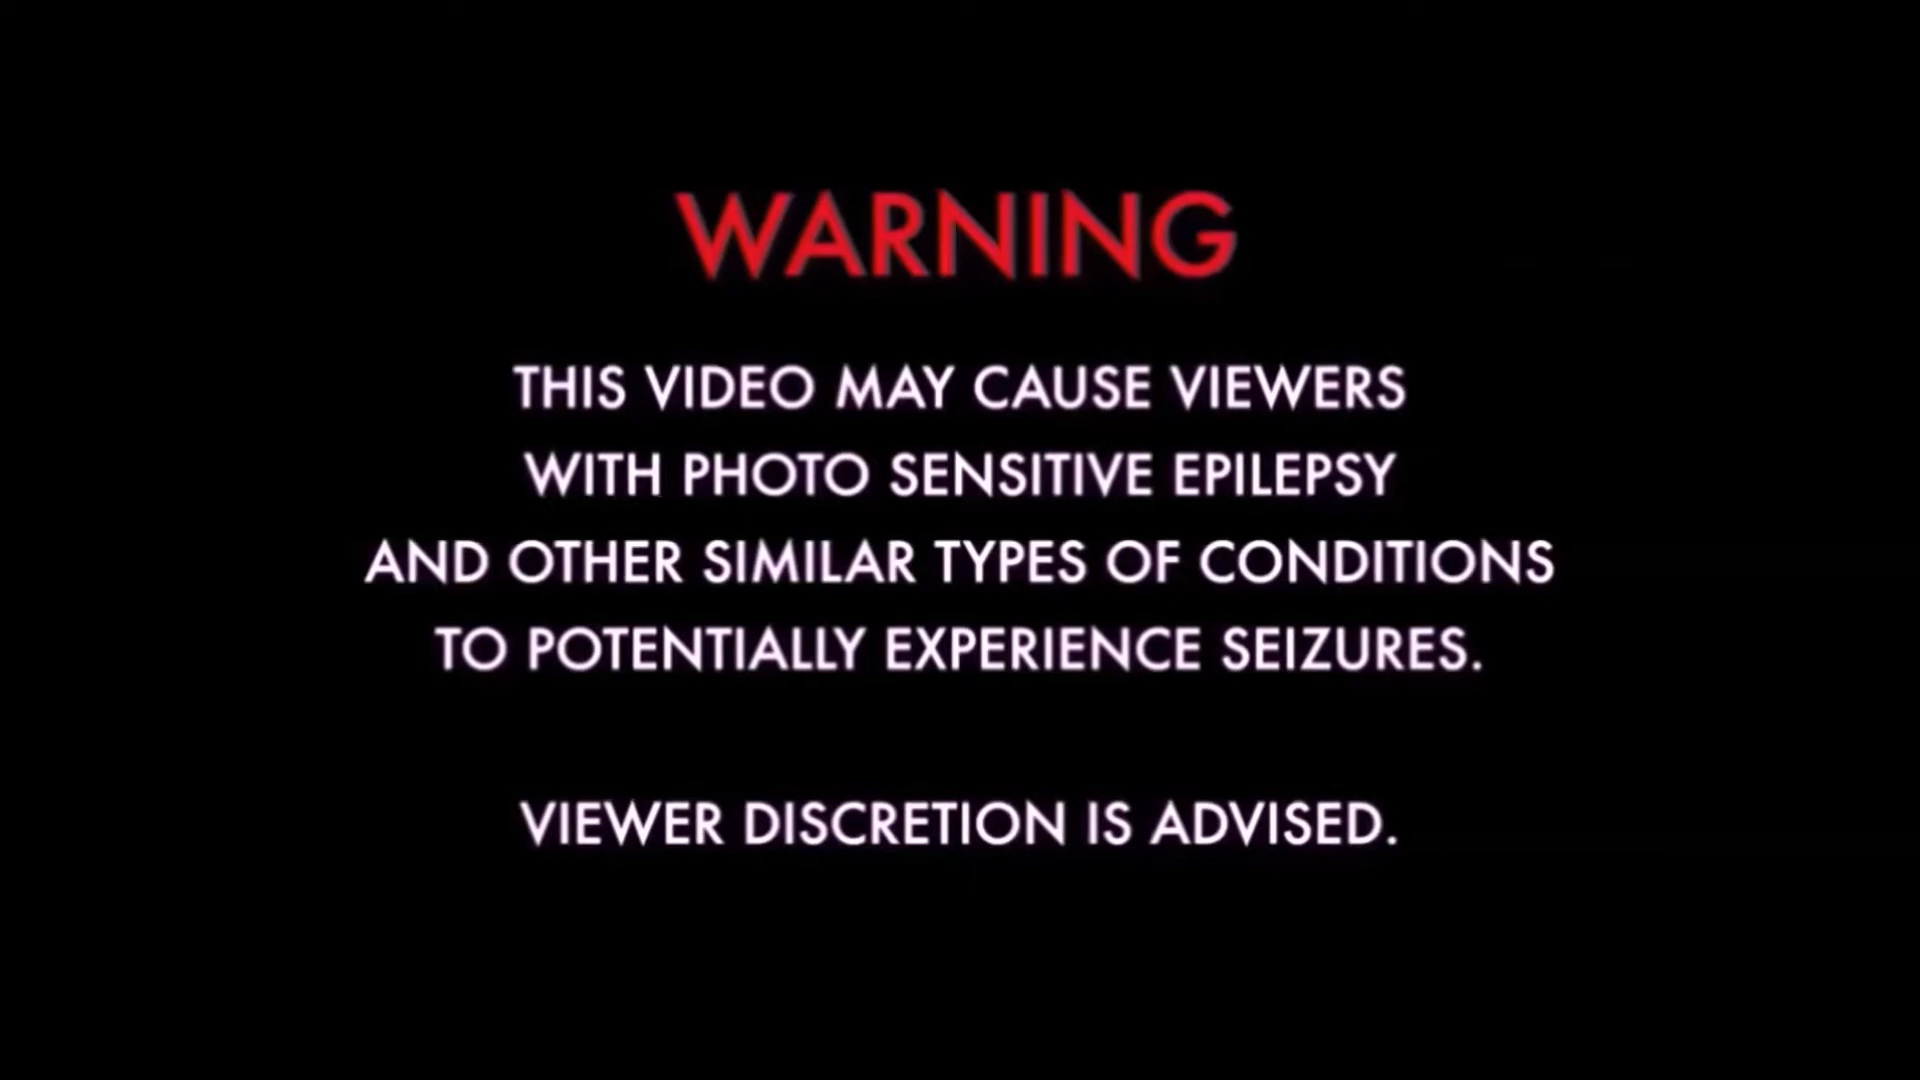 WARNING
THIS VIDEO MAY CAUSE VIEWERS
WITH PHOTO SENSITIVE EPILEPSY
AND OTHER SIMILAR TYPES OF CONDITIONS
TO POTENTIALLY EXPERIENCE SEIZURES.
VIEWER DISCRETION IS ADVISED.